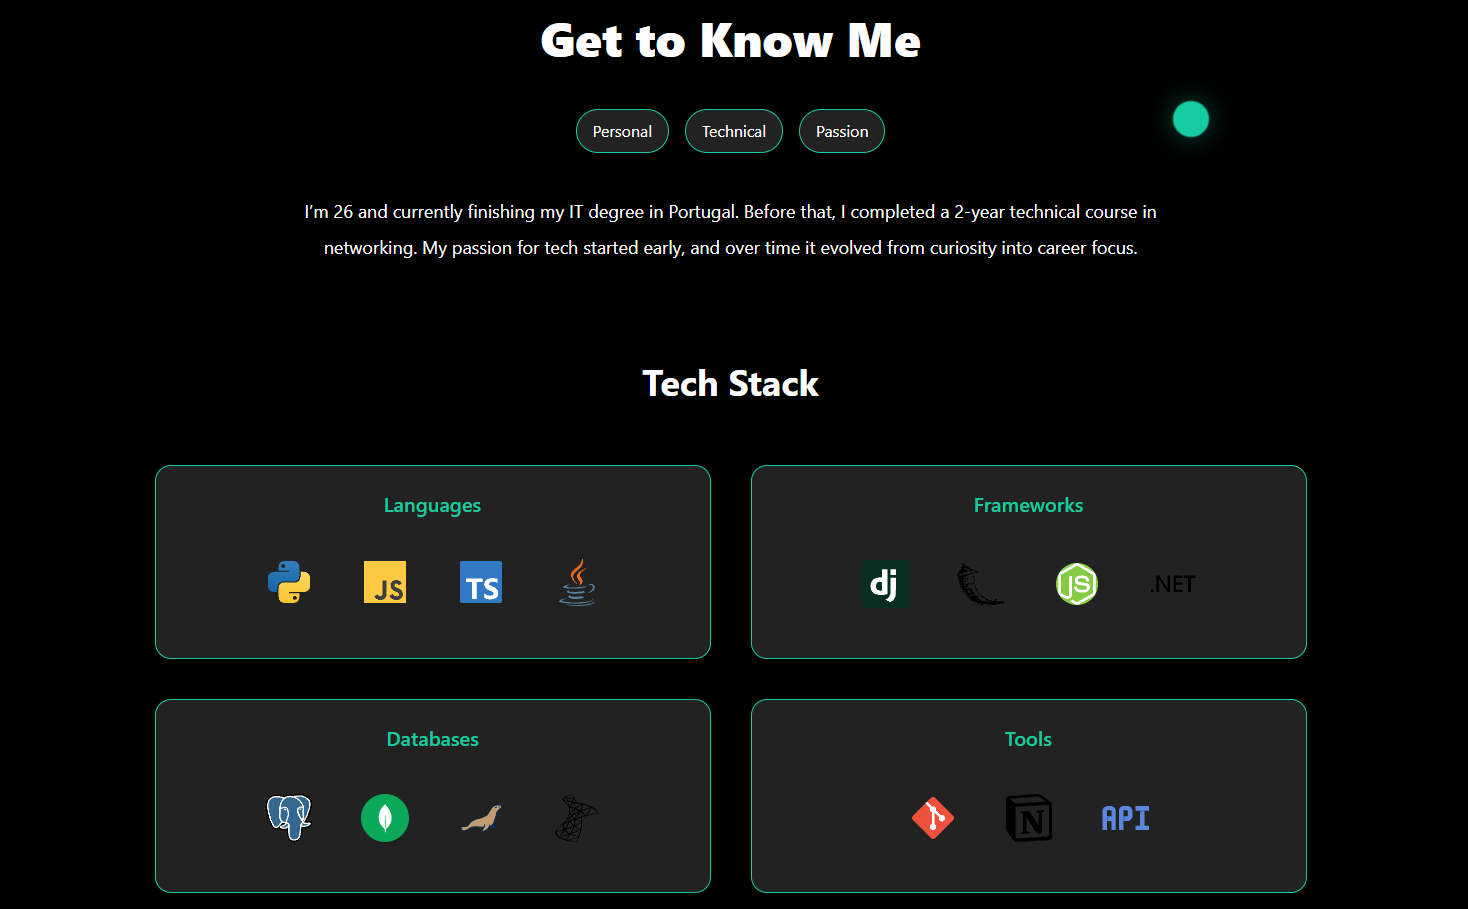 Get to Know Me
Personal
Technical
Passion
I’m 26 and currently finishing my IT degree in Portugal. Before that, I completed a 2-year technical course in
networking. My passion for tech started early, and over time it evolved from curiosity into career focus.
Tech Stack
Languages
JS
TS
Frameworks
dj
JS
.NET
Databases
Tools
N
API